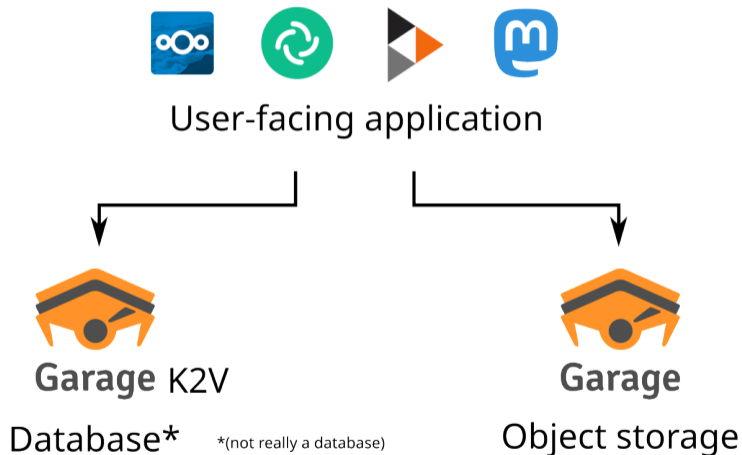 User-facing application
Garage K2V
Garage
Database* *(not really a database)
Object storage